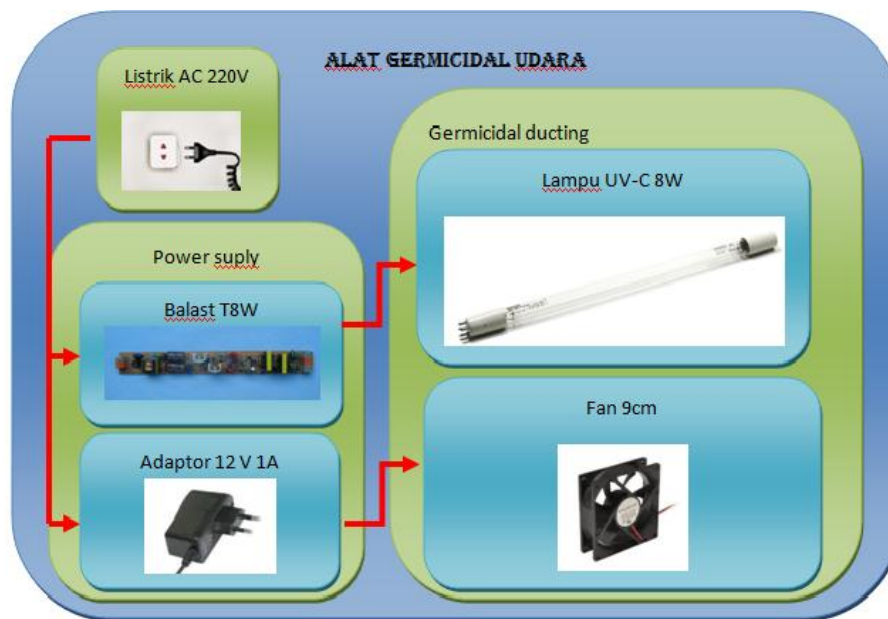 ALAT GERMICIDAL UDARA
Listrik AC 220V
Germicidal ducting
Lampu UV-C 8W
Power suply
Balast T8W
Fan 9cm
Adaptor 12 V 1A